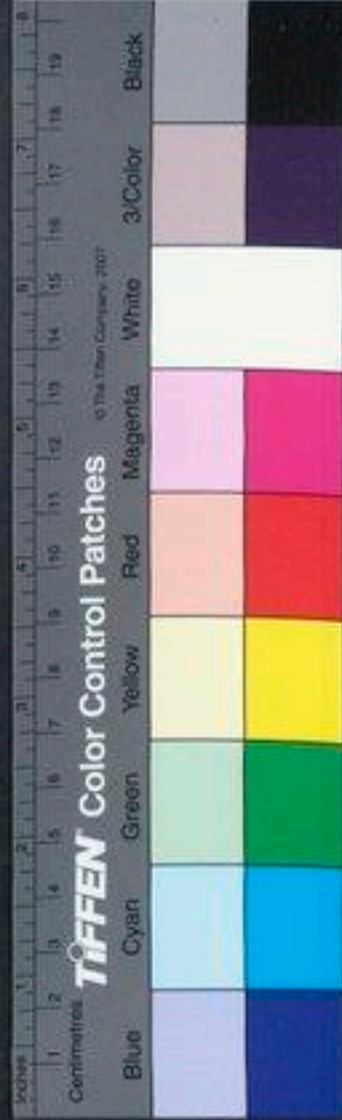 Inches 1 2 3 4 5 6 7 8
Centimetres 1 2 3 4 5 6 7 8 9 10 11 12 13 14 15 16 17 18 19
TIFFEN Color Control Patches © The Tiffen Company, 2007
Blue Cyan Green Yellow Red Magenta White 3/Color Black